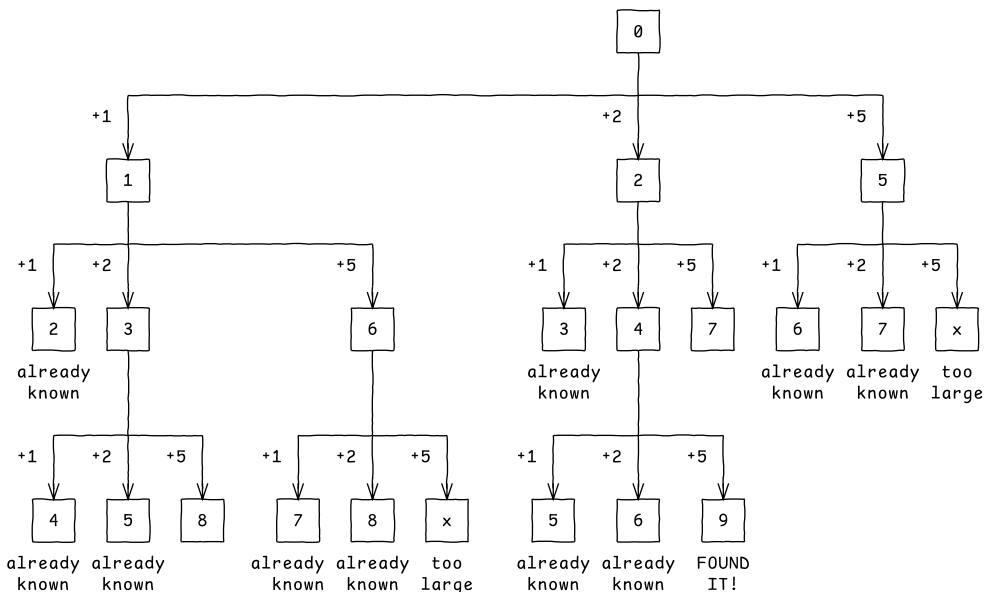 0
+1 +2 +5
1 2 5
+1 +2 +5 +1 +2 +5 +1 +2 +5
2 3 6 3 4 7 6 7 x
already already already already too
known known known known large
+1 +2 +5 +1 +2 +5 +1 +2 +5
4 5 8 7 8 x 5 6 9
already already already already too already already FOUND
known known known known large known known IT!